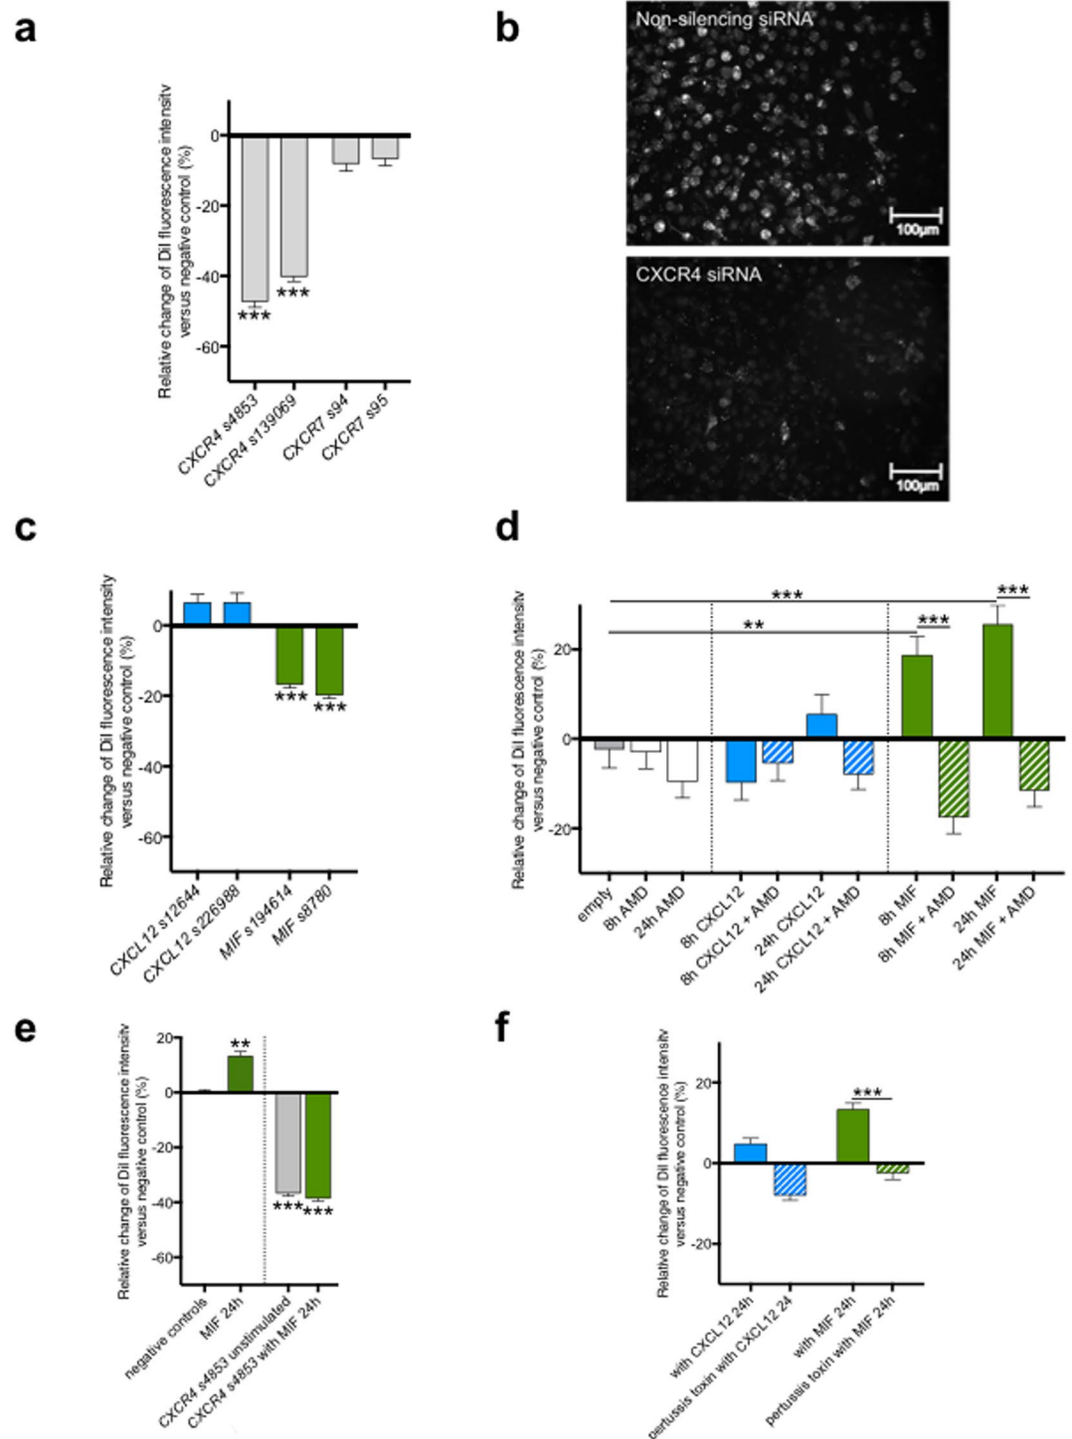 a
Relative change of DiI fluorescence intensity
versus negative control (%)
0
-20
-40
-60
***
***
CXCR4 s4853
CXCR4 s139069
CXCR7 s94
CXCR7 s95
b
Non-silencing siRNA
100µm
CXCR4 siRNA
100µm
c
Relative change of DiI fluorescence intensity
versus negative control (%)
0
-20
-40
-60
***
***
CXCL12 s12644
CXCL12 s226988
MIF s194614
MIF s8780
d
Relative change of DiI fluorescence intensity
versus negative control (%)
20
0
-20
***
**
***
***
empty
8h AMD
24h AMD
8h CXCL12
8h CXCL12 + AMD
24h CXCL12
24h CXCL12 + AMD
8h MIF
8h MIF + AMD
24h MIF
24h MIF + AMD
e
Relative change of DiI fluorescence intensity
versus negative control (%)
20
0
-20
-40
-60
**
***
***
negative controls
MIF 24h
CXCR4 s4853 unstimulated
CXCR4 s4853 with MIF 24h
f
Relative change of DiI fluorescence intensity
versus negative control (%)
20
0
-20
***
with CXCL12 24h
pertussis toxin with CXCL12 24
with MIF 24h
pertussis toxin with MIF 24h